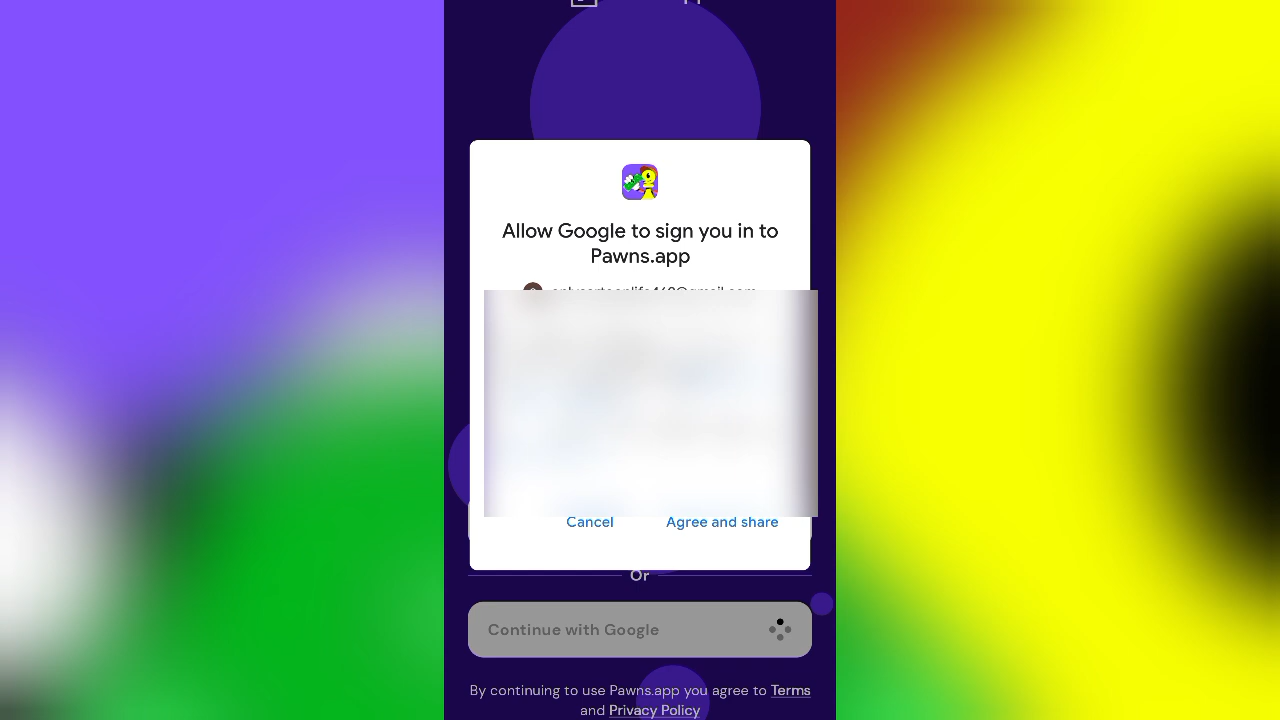 Allow Google to sign you in to
Pawns.app
Cancel
Agree and share
Or
Continue with Google
By continuing to use Pawns.app you agree to Terms
and Privacy Policy